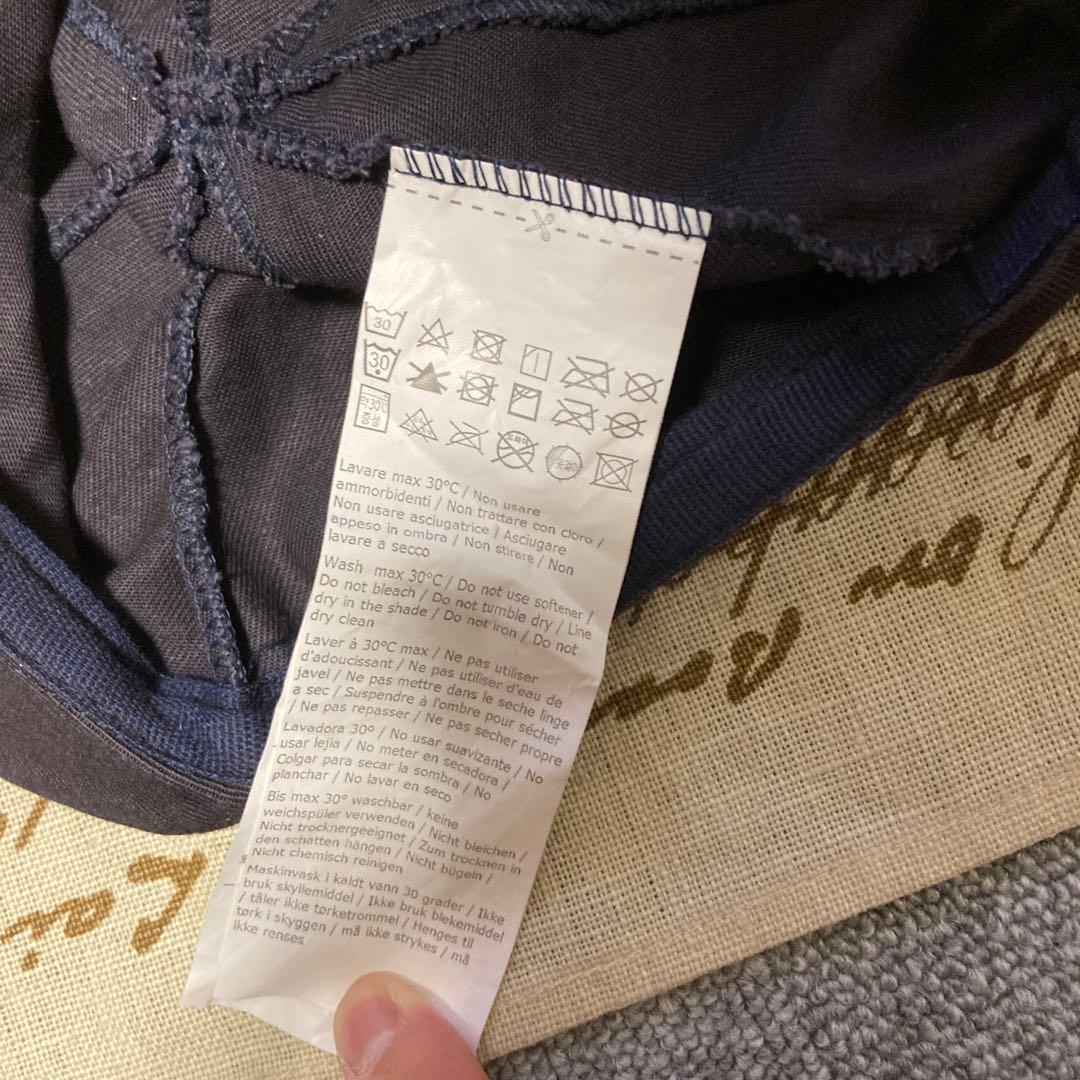 30
30
Lavare max 30°C / Non usare
ammorbidenti / Non trattare con cloro /
Non usare asciugatrice / Asciugare
appeso in ombra / Non stirare / Non
lavare a secco
Wash max 30°C / Do not use softener /
Do not bleach / Do not tumble dry / Line
dry in the shade / Do not iron / Do not
dry clean
Laver à 30°C max / Ne pas utiliser
d'adoucissant / Ne pas utiliser d'eau de
javel / Ne pas mettre dans le seche linge
a sec / Suspendre à l'ombre pour sécher
/ Ne pas repasser / Ne pas secher propre
Lavadora 30° / No usar suavizante / No
usar lejia / No meter en secadora /
Colgar para secar la sombra / No
planchar / No lavar en seco
Bis max 30° waschbar / keine
weichspüler verwenden / Nicht bleichen /
Nicht trocknergeeignet / Zum trocknen in
den schatten hängen / Nicht bügeln /
Nicht chemisch reinigen
Maskinvask i kaldt vann 30 grader / Ikke
bruk skyllemiddel / Ikke bruk blekemiddel
/ tåler ikke tørketrommel / Henges til
tørk i skyggen / må ikke strykes / må
ikke renses